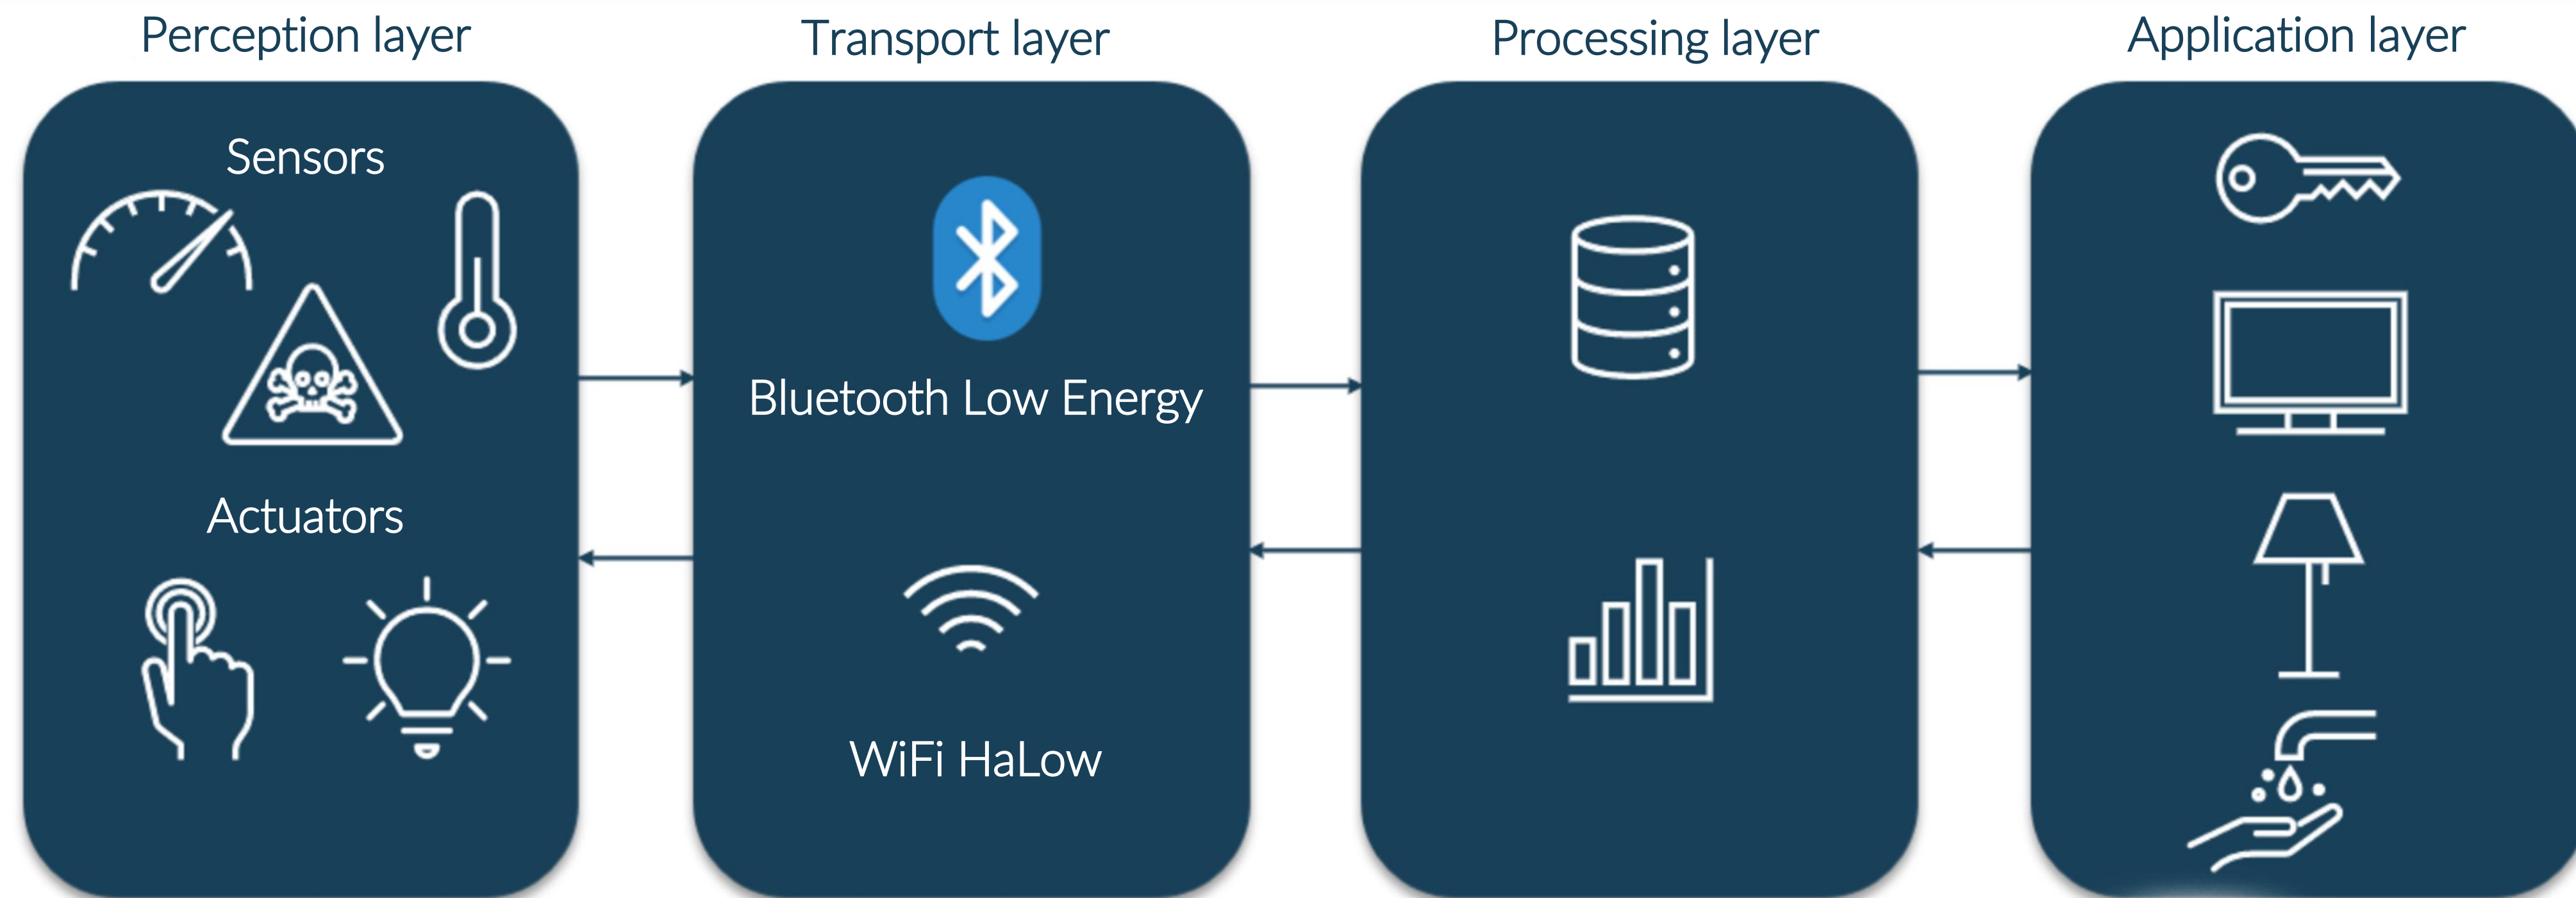 Perception layer
Transport layer
Processing layer
Application layer
Sensors
Actuators
Bluetooth Low Energy
WiFi HaLow